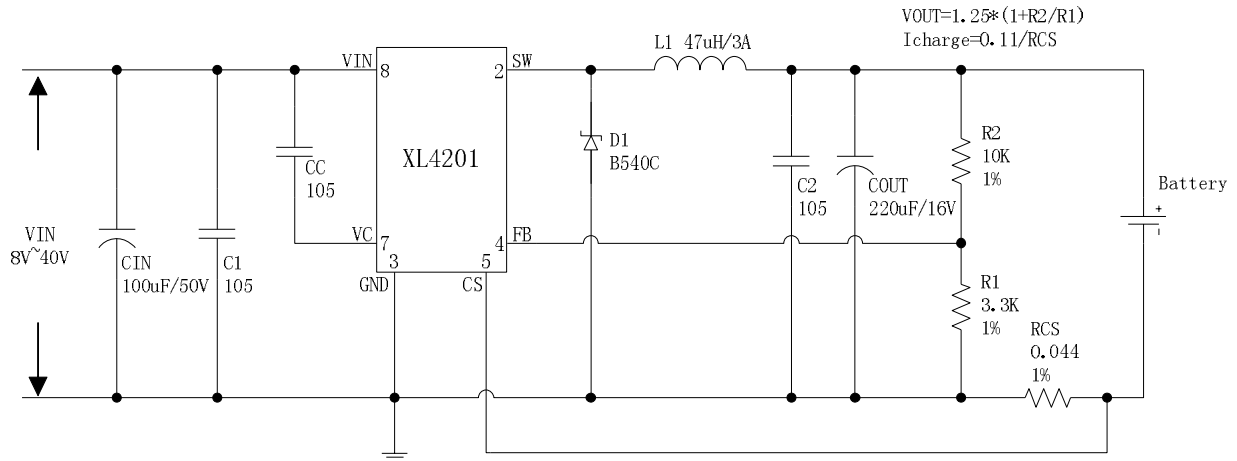 VOUT=1.25*(1+R2/R1)
Icharge=0.11/RCS
L1 47uH/3A
VIN
8
2
SW
XL4201
CC
105
D1
B540C
C2
105
COUT
220uF/16V
R2
10K
1%
Battery
+
-
VC
7
4
FB
3
5
GND
CS
VIN
8V~40V
CIN
100uF/50V
C1
105
R1
3.3K
1%
RCS
0.044
1%